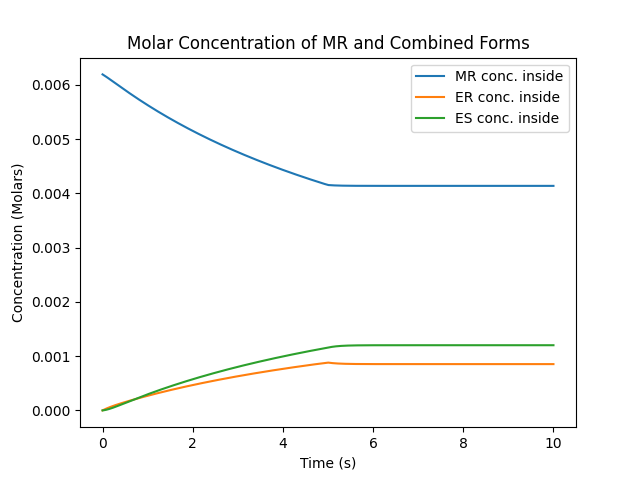 Molar Concentration of MR and Combined Forms
MR conc. inside
ER conc. inside
ES conc. inside
Concentration (Molars)
0.006
0.005
0.004
0.003
0.002
0.001
0.000
0 2 4 6 8 10
Time (s)